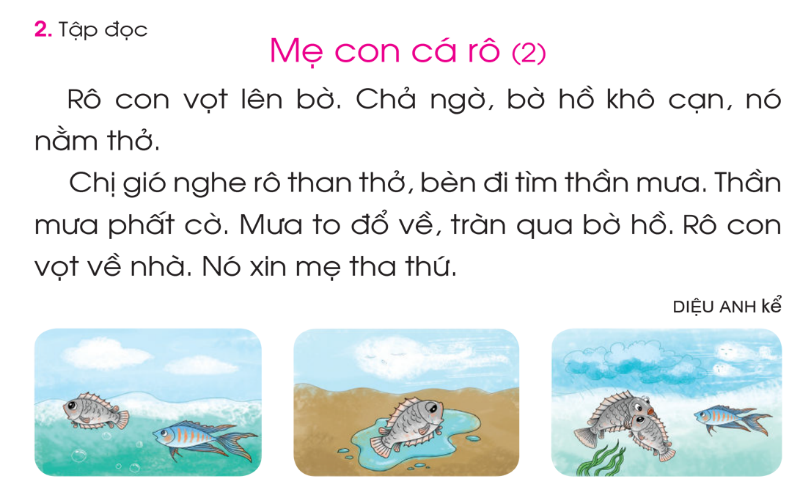 2. Tập đọc
Mẹ con cá rô (2)
Rô con vọt lên bờ. Chả ngờ, bờ hồ khô cạn, nó
nằm thở.
Chị gió nghe rô than thở, bèn đi tìm thần mưa. Thần
mưa phất cờ. Mưa to đổ về, tràn qua bờ hồ. Rô con
vọt về nhà. Nó xin mẹ tha thứ.
DIỆU ANH kể